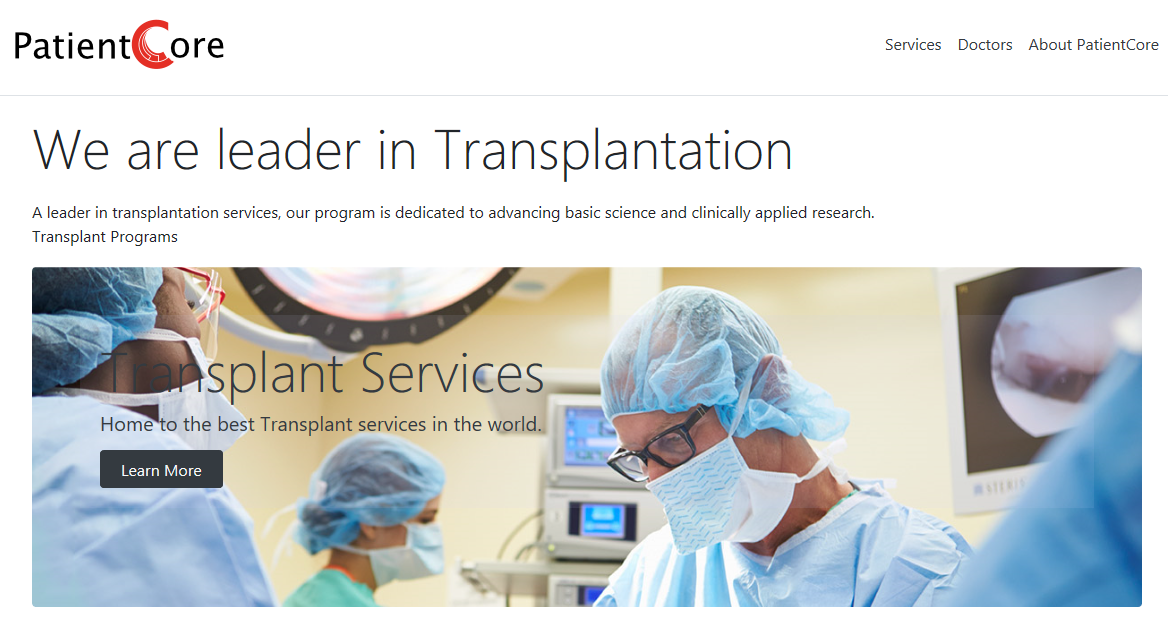 PatientCore
Services Doctors About PatientCore
We are leader in Transplantation
A leader in transplantation services, our program is dedicated to advancing basic science and clinically applied research.
Transplant Programs
Transplant Services
Home to the best Transplant services in the world.
Learn More
STERIS